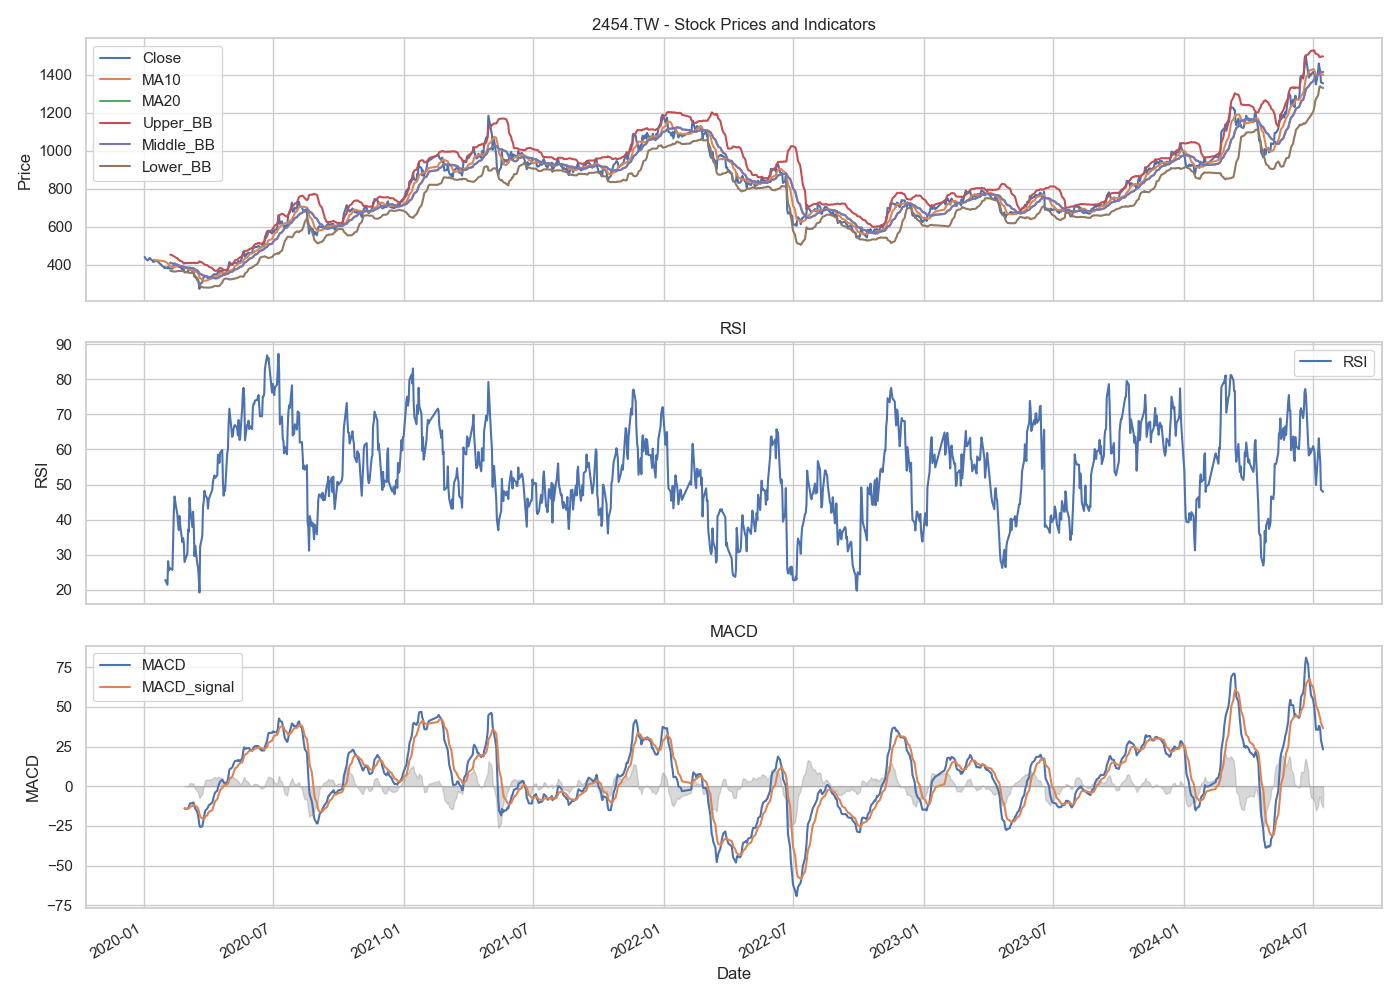 2454.TW - Stock Prices and Indicators
Price
1400
1200
1000
800
600
400
Close
MA10
MA20
Upper_BB
Middle_BB
Lower_BB
RSI
RSI
90
80
70
60
50
40
30
20
RSI
MACD
MACD
75
50
25
0
−25
−50
−75
MACD
MACD_signal
2020-01
2020-07
2021-01
2021-07
2022-01
2022-07
2023-01
2023-07
2024-01
2024-07
Date